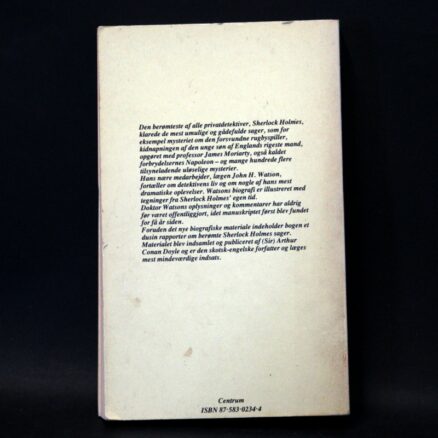 Den berømteste af alle privatdetektiver, Sherlock Holmes,
klarede de mest umulige og gådefulde sager, som for
eksempel mysteriet om den forsvundne rugbyspiller,
kidnapningen af den unge søn af Englands rigeste mand,
opgøret med professor James Moriarty, også kaldet
forbrydelsernes Napoleon – og mange hundrede flere
tilsyneladende uløselige mysterier.
Hans nære medarbejder, lægen John H. Watson,
fortæller om detektivens liv og om nogle af hans mest
dramatiske oplevelser. Watsons biografi er illustreret med
tegninger fra Sherlock Holmes' egen tid.
Doktor Watsons oplysninger og kommentarer har aldrig
før været offentliggjort, idet manuskriptet først blev fundet
for få år siden.
Foruden det nye biografiske materiale indeholder bogen et
dusin rapporter om berømte Sherlock Holmes sager.
Materialet blev indsamlet og publiceret af (Sir) Arthur
Conan Doyle og er den skotsk-engelske forfatter og læges
mest mindeværdige indsats.
Centrum
ISBN 87-583-0234-4